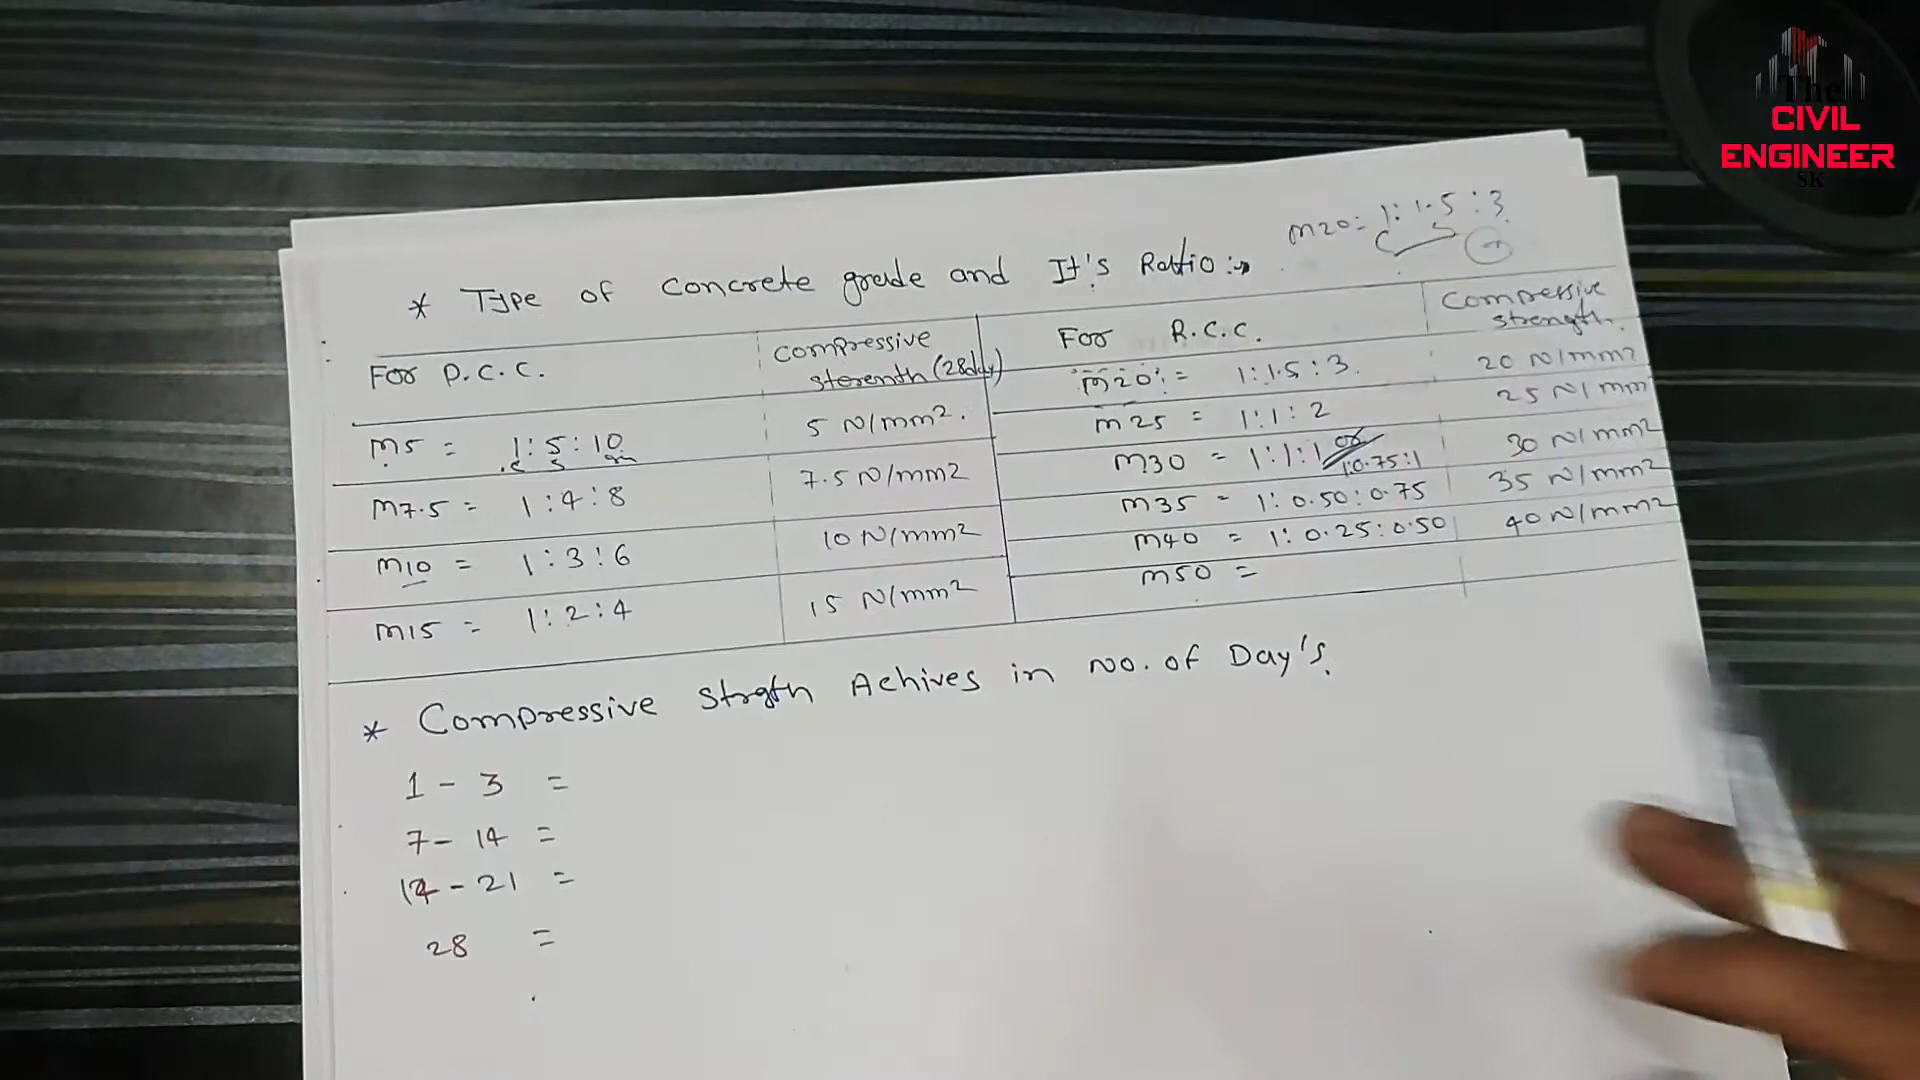 The
CIVIL
ENGINEER
SK
M20 = 1:1.5:3
* Type of concrete grade and It's Ratio :→
For P.C.C.
compressive
sterenth (28day)
M5 = 1:5:10
5 N/mm2.
M7.5 = 1:4:8
7.5 N/mm2
M10 = 1:3:6
10 N/mm2
M15 = 1:2:4
15 N/mm2
For R.C.C.
Compressive
strength.
M20 = 1:1.5:3.
20 N/mm2
M25 = 1:1:2
25 N/mm
M30 = 1:1:1 or
1:0.75:1
30 N/mm2
M35 = 1:0.50:0.75
35 N/mm2
M40 = 1:0.25:0.50
40 N/mm2
M50 =
* Compressive Strgth Achives in No. of Day's.
1 - 3 =
7 - 14 =
14 - 21 =
28 =